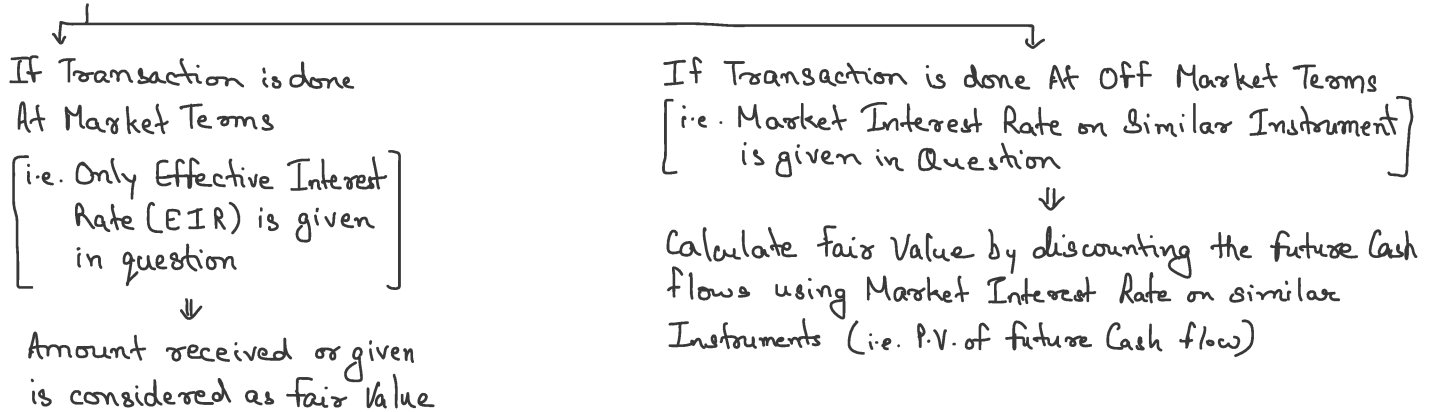 If Transaction is done
At Market Terms
[i.e. Only Effective Interest
Rate (EIR) is given
in question]
⇓
Amount received or given
is considered as fair Value
If Transaction is done At Off Market Terms
[i.e. Market Interest Rate on Similar Instrument
is given in Question]
⇓
Calculate fair Value by discounting the future Cash
flows using Market Interest Rate on similar
Instruments (i.e. P.V. of future Cash flow)